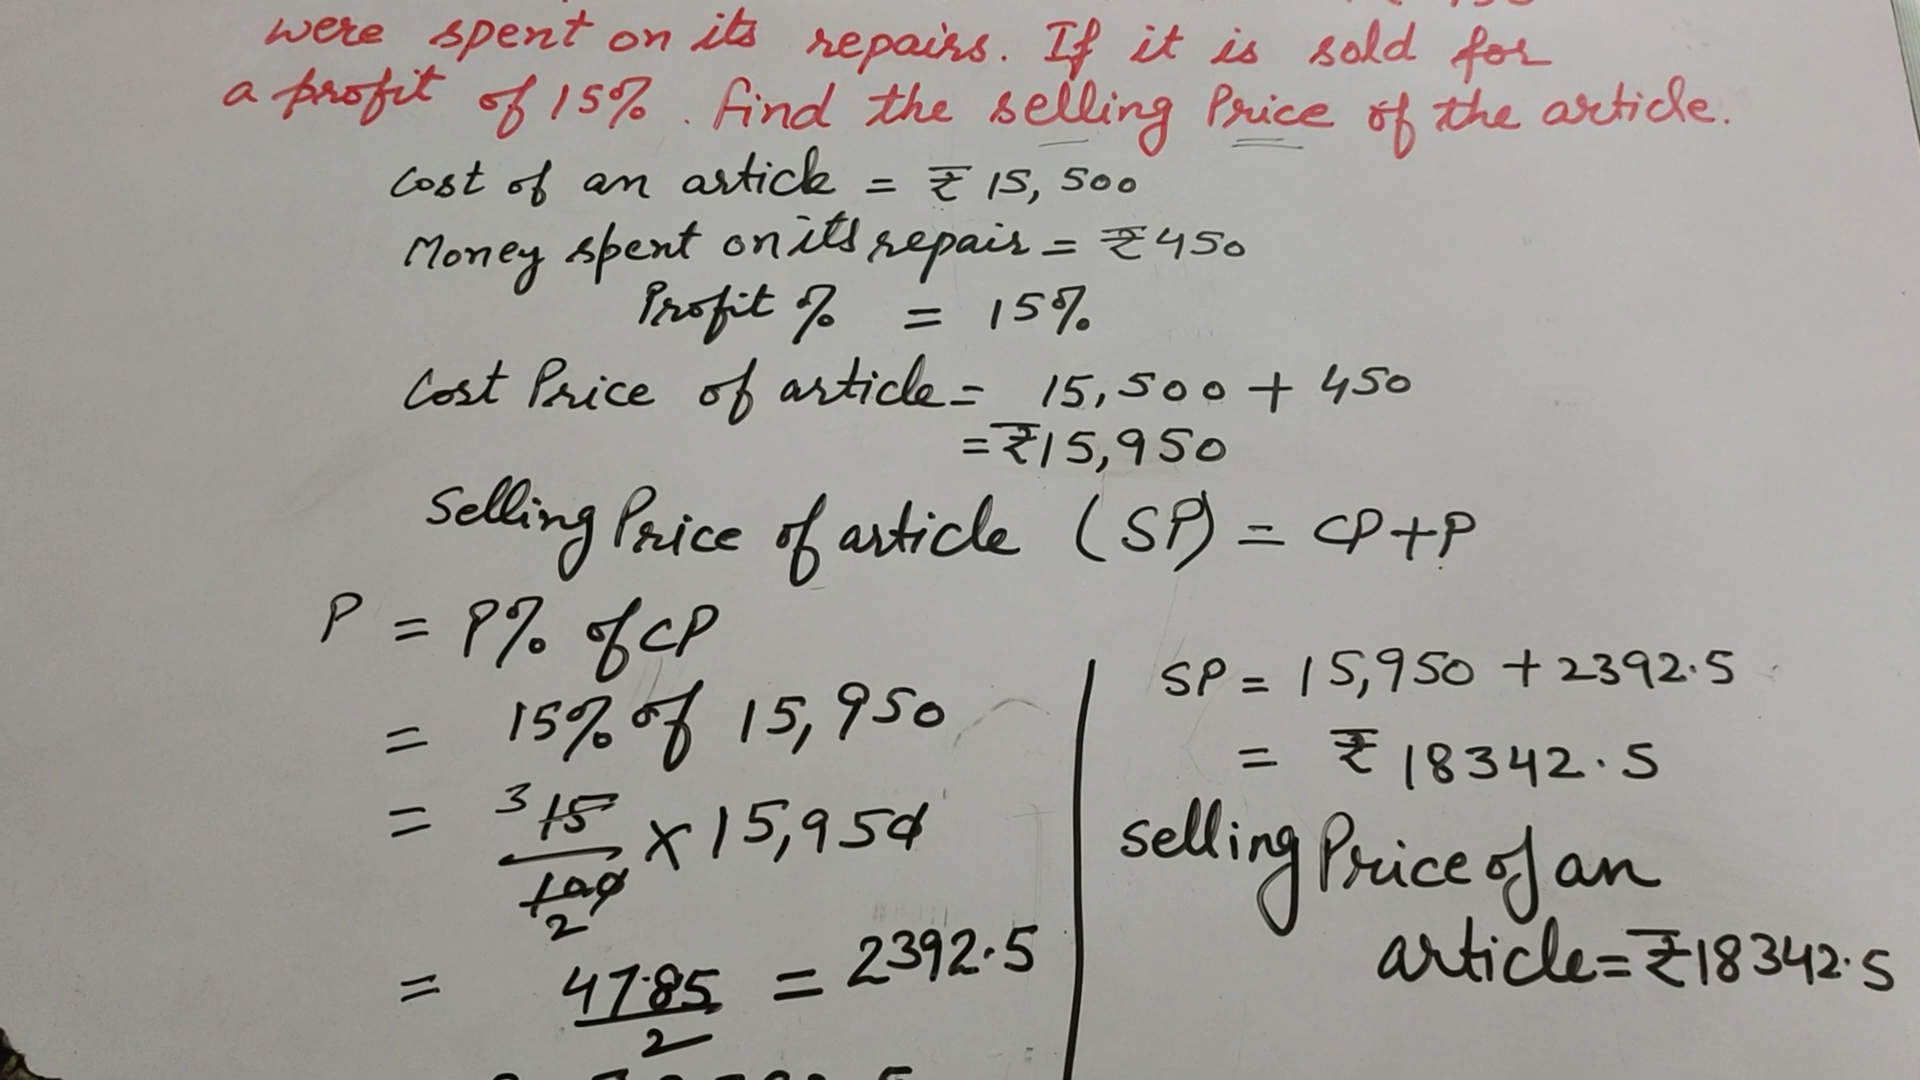 were spent on its repairs. If it is sold for
a profit of 15%. find the selling Price of the article.
Cost of an article = ₹ 15,500
Money spent on its repair = ₹450
Profit % = 15%
Cost Price of article = 15,500 + 450
= ₹15,950
Selling Price of article (SP) = CP+P
P = P% of CP
= 15% of 15,950
= 3 15/100 2 × 15,950
= 4785/2 = 2392.5
SP = 15,950 + 2392.5
= ₹ 18342.5
Selling Price of an
article = ₹18342.5